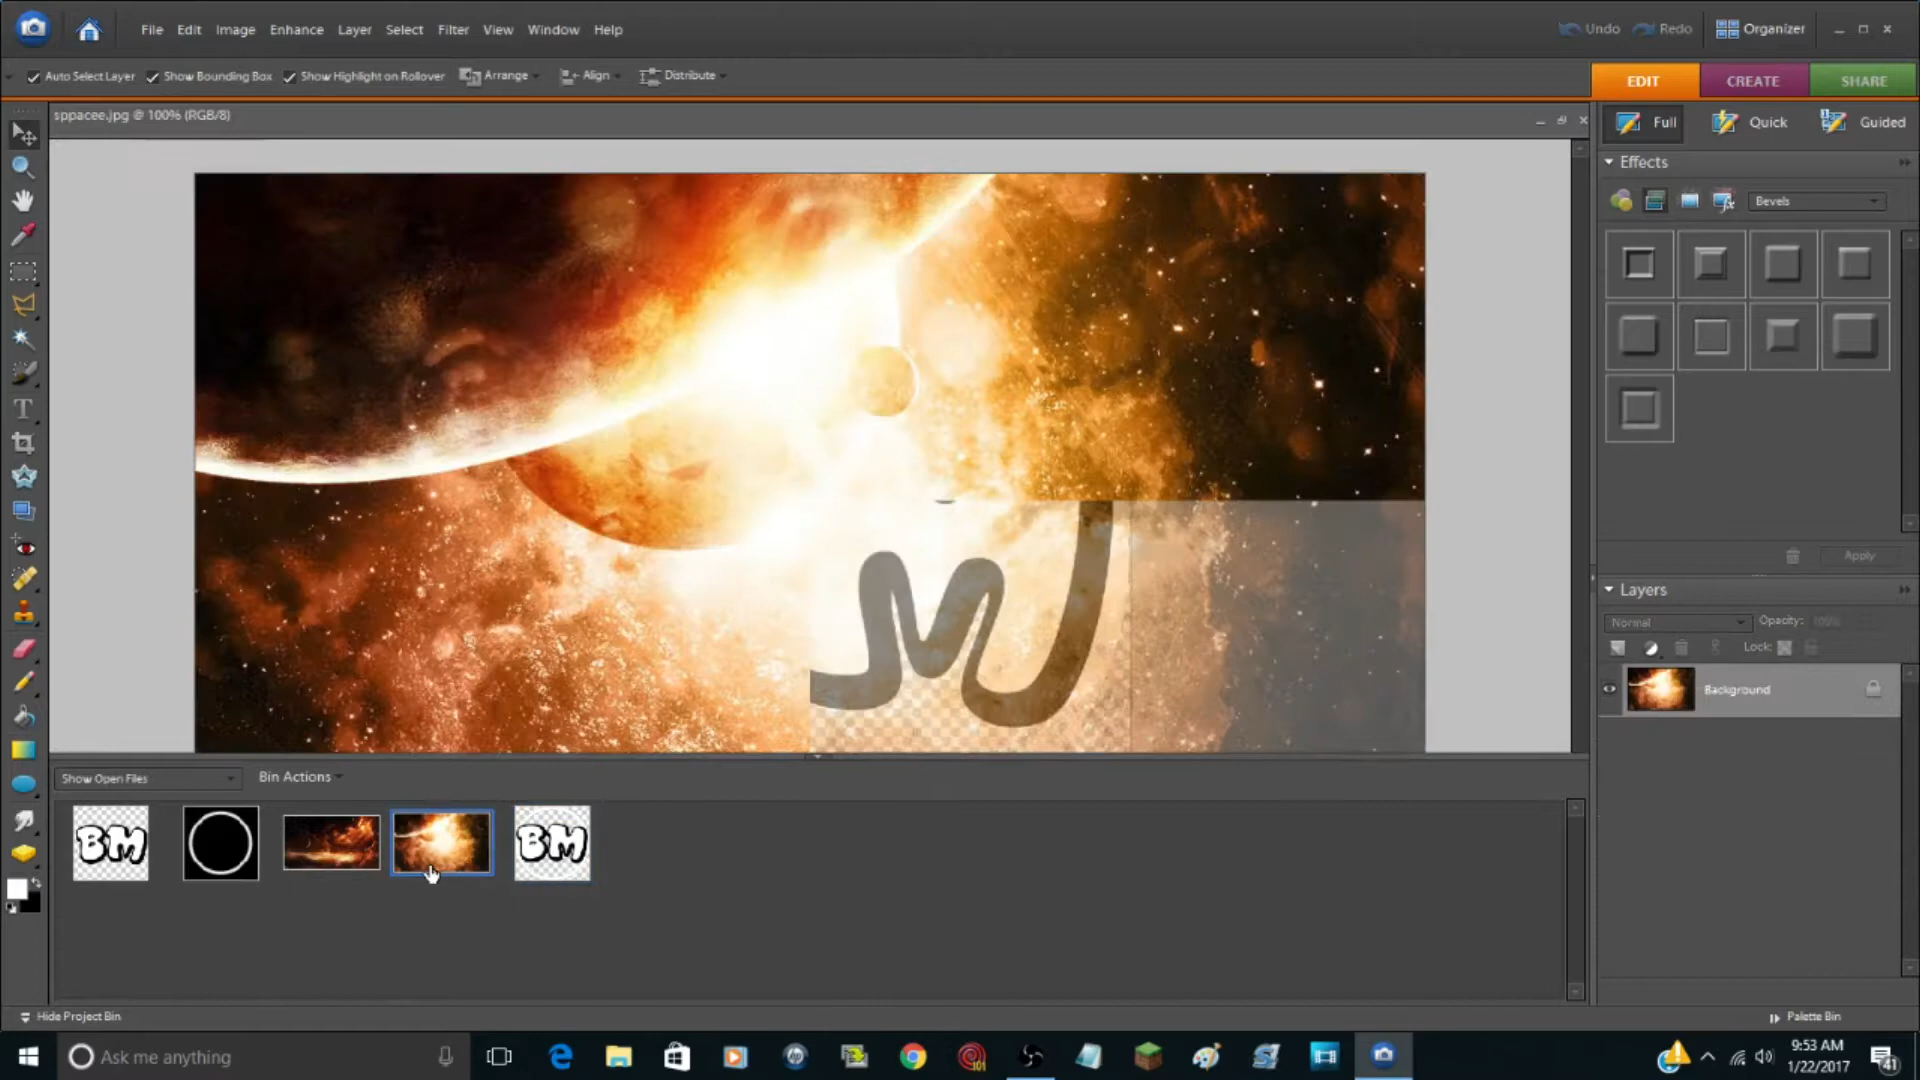 File Edit Image Enhance Layer Select Filter View Window Help
Undo Redo Organizer
Auto Select Layer Show Bounding Box Show Highlight on Rollover Arrange Align Distribute
EDIT CREATE SHARE
sppacee.jpg @ 100% (RGB/8)
Full Quick Guided
Effects
Bevels
Apply
Layers
Normal Opacity: 100%
Lock:
Background
Show Open Files Bin Actions
BM
BM
Hide Project Bin
Palette Bin
Ask me anything
101
9:53 AM
1/22/2017
41